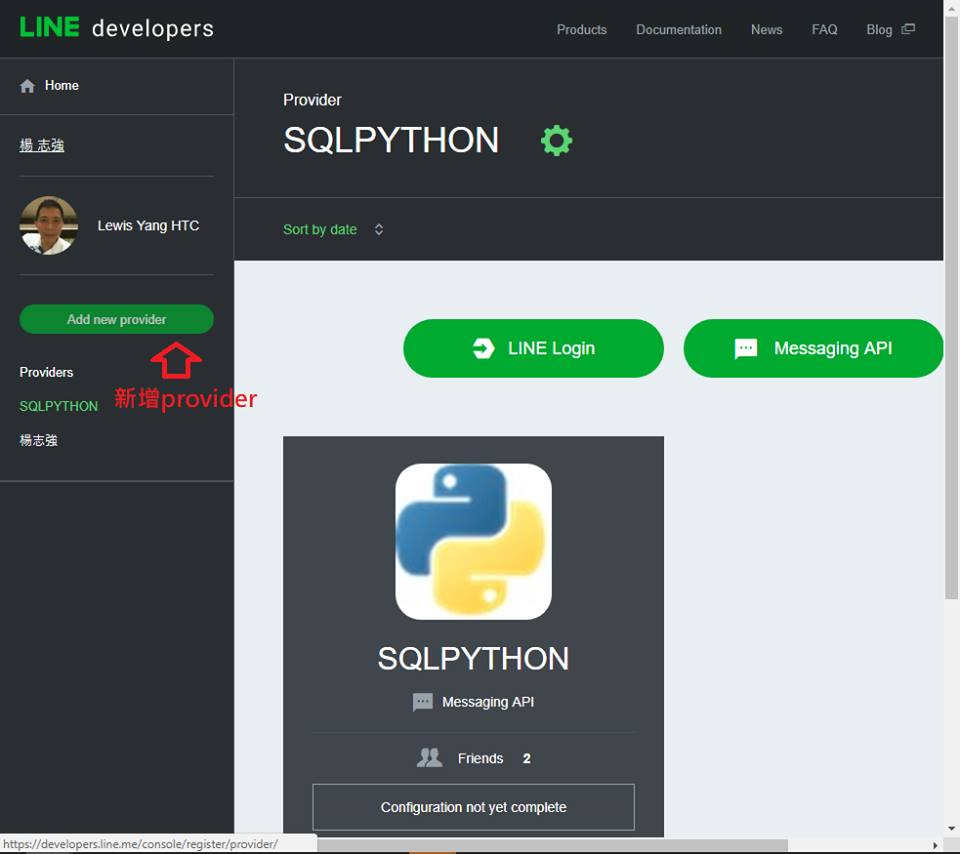 LINE developers
Products Documentation News FAQ Blog
Home
楊 志強
Lewis Yang HTC
Add new provider
新增provider
Providers
SQLPYTHON
楊志強
Provider
SQLPYTHON
Sort by date
LINE Login
Messaging API
SQLPYTHON
Messaging API
Friends 2
Configuration not yet complete
https://developers.line.me/console/register/provider/